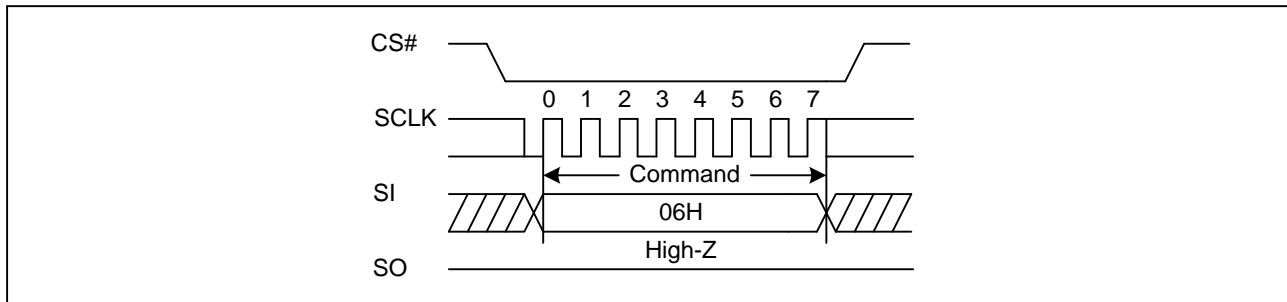 CS#
0 1 2 3 4 5 6 7
SCLK
Command
SI
06H
High-Z
SO